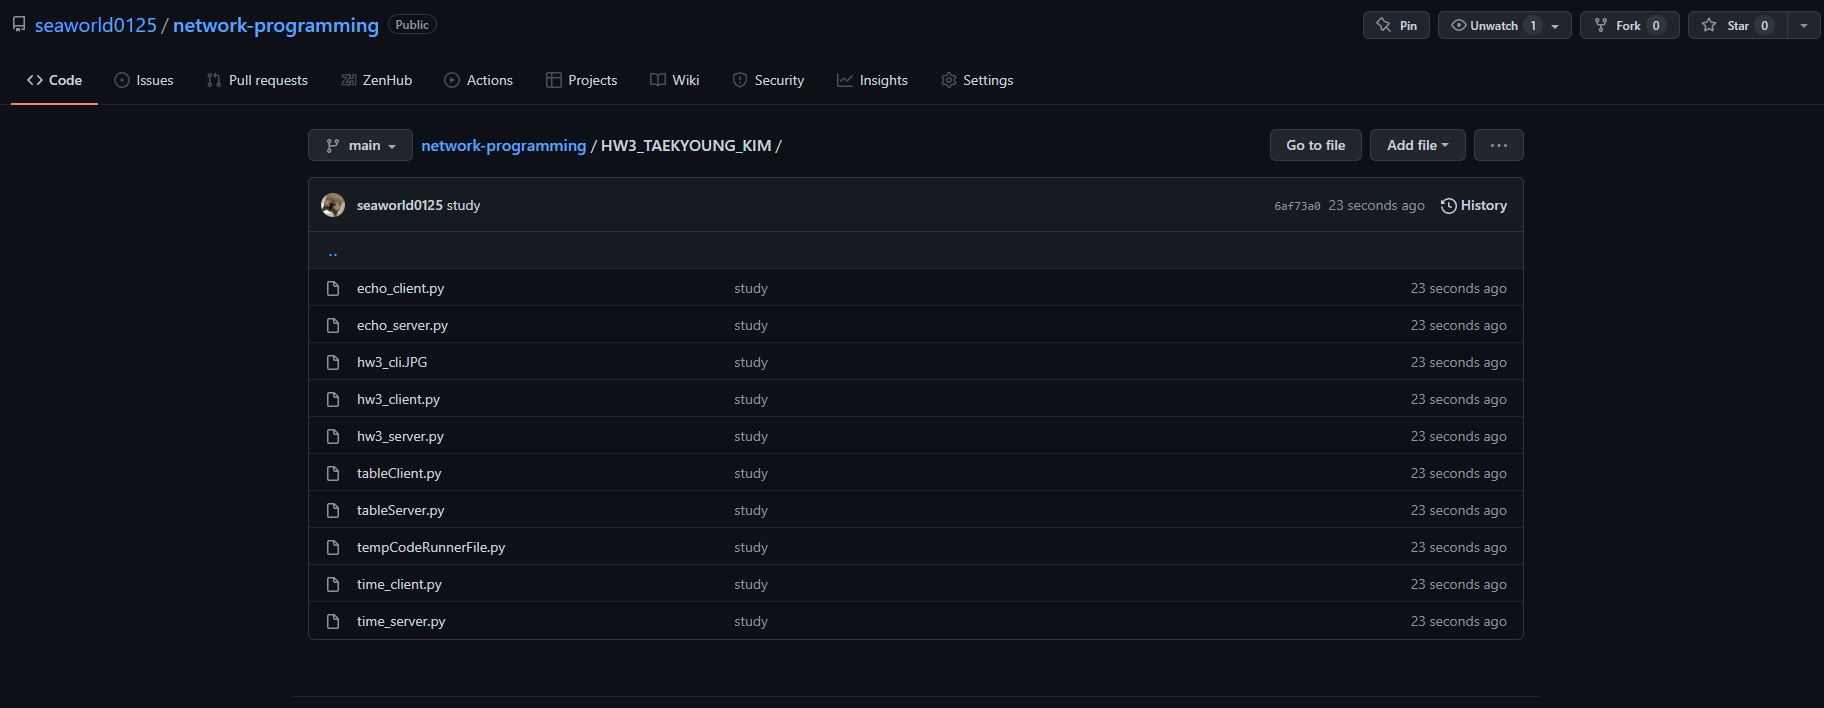 seaworld0125 / network-programming Public Pin Unwatch 1 Fork 0 Star 0
Code Issues Pull requests ZenHub Actions Projects Wiki Security Insights Settings
main network-programming / HW3_TAEKYOUNG_KIM / Go to file Add file ...
seaworld0125 study 6af73a0 23 seconds ago History
..
echo_client.py study 23 seconds ago
echo_server.py study 23 seconds ago
hw3_cli.JPG study 23 seconds ago
hw3_client.py study 23 seconds ago
hw3_server.py study 23 seconds ago
tableClient.py study 23 seconds ago
tableServer.py study 23 seconds ago
tempCodeRunnerFile.py study 23 seconds ago
time_client.py study 23 seconds ago
time_server.py study 23 seconds ago